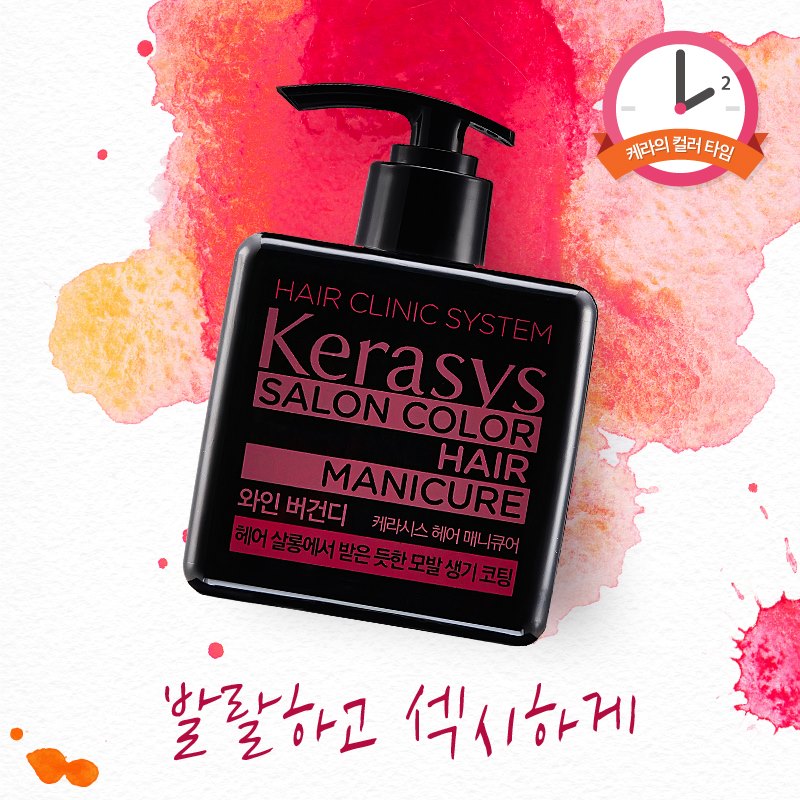 2
케라의 컬러 타임
HAIR CLINIC SYSTEM
Kerasys
SALON COLOR
HAIR
MANICURE
와인 버건디 케라시스 헤어 매니큐어
헤어 살롱에서 받은 듯한 모발 생기 코팅
발랄하고 섹시하게